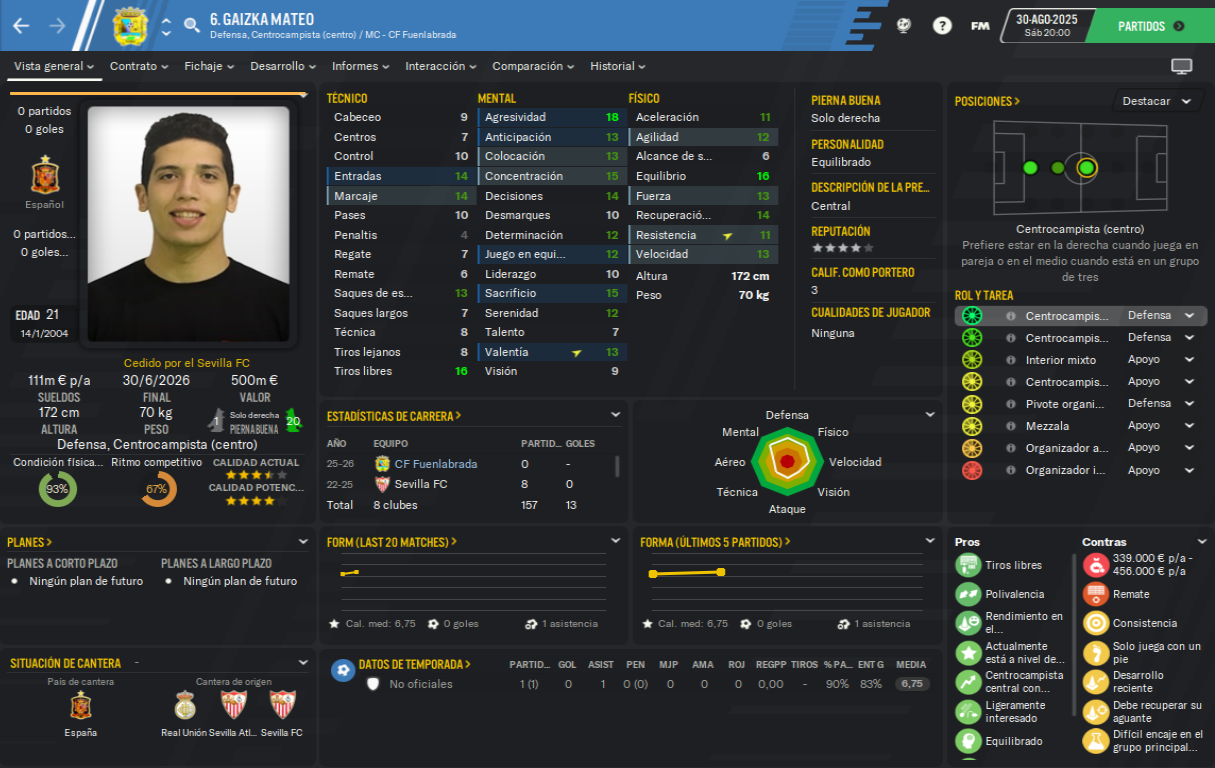 6. GAIZKA MATEO
Defensa, Centrocampista (centro) / MC - CF Fuenlabrada
?
FM
30-AGO-2025
Sáb 20:00
PARTIDOS
Vista general
Contrato
Fichaje
Desarrollo
Informes
Interacción
Comparación
Historial
0 partidos
0 goles
Español
0 partidos...
0 goles...
EDAD 21
14/1/2004
Cedido por el Sevilla FC
111m € p/a
SUELDOS
30/6/2026
FINAL
500m €
VALOR
172 cm
ALTURA
70 kg
PESO
1 Solo derecha 20
PIERNA BUENA
Defensa, Centrocampista (centro)
Condición física...
93%
Ritmo competitivo
67%
CALIDAD ACTUAL
CALIDAD POTENC...
TÉCNICO
Cabeceo 9
Centros 7
Control 10
Entradas 14
Marcaje 14
Pases 10
Penaltis 4
Regate 7
Remate 6
Saques de es... 13
Saques largos 7
Técnica 8
Tiros lejanos 8
Tiros libres 16
MENTAL
Agresividad 18
Anticipación 13
Colocación 13
Concentración 15
Decisiones 14
Desmarques 10
Determinación 12
Juego en equi... 12
Liderazgo 10
Sacrificio 15
Serenidad 12
Talento 7
Valentía 13
Visión 9
FÍSICO
Aceleración 11
Agilidad 12
Alcance de s... 6
Equilibrio 16
Fuerza 13
Recuperació... 14
Resistencia 11
Velocidad 13
Altura 172 cm
Peso 70 kg
PIERNA BUENA
Solo derecha
PERSONALIDAD
Equilibrado
DESCRIPCIÓN DE LA PRE...
Central
REPUTACIÓN
CALIF. COMO PORTERO
3
CUALIDADES DE JUGADOR
Ninguna
POSICIONES >
Destacar
Centrocampista (centro)
Prefiere estar en la derecha cuando juega en
pareja o en el medio cuando está en un grupo
de tres
ROL Y TAREA
Centrocampis... Defensa
Centrocampis... Defensa
Interior mixto Apoyo
Centrocampis... Apoyo
Pivote organi... Defensa
Mezzala Apoyo
Organizador a... Apoyo
Organizador i... Apoyo
ESTADÍSTICAS DE CARRERA >
AÑO EQUIPO PARTID... GOLES
25-26 CF Fuenlabrada 0 -
22-25 Sevilla FC 8 0
Total 8 clubes 157 13
Defensa
Físico
Velocidad
Visión
Ataque
Técnica
Aéreo
Mental
PLANES >
PLANES A CORTO PLAZO
Ningún plan de futuro
PLANES A LARGO PLAZO
Ningún plan de futuro
FORM (LAST 20 MATCHES) >
Cal. med: 6,75 0 goles 1 asistencia
FORMA (ÚLTIMOS 5 PARTIDOS) >
Cal. med: 6,75 0 goles 1 asistencia
SITUACIÓN DE CANTERA -
País de cantera
España
Cantera de origen
Real Unión Sevilla Atl... Sevilla FC
DATOS DE TEMPORADA > PARTID... GOL ASIST PEN MJP AMA ROJ REGPP TIROS % PA... ENT G MEDIA
No oficiales 1 (1) 0 1 0 (0) 0 0 0 0,00 - 90% 83% 6,75
Pros
Tiros libres
Polivalencia
Rendimiento en
el...
Actualmente
está a nivel de...
Centrocampista
central con...
Ligeramente
interesado
Equilibrado
Contras
339.000 € p/a -
456.000 € p/a
Remate
Consistencia
Solo juega con un
pie
Desarrollo
reciente
Debe recuperar su
aguante
Difícil encaje en el
grupo principal...